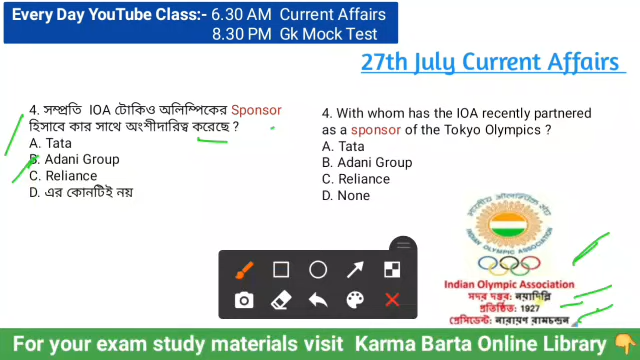 Every Day YouTube Class:- 6.30 AM Current Affairs
8.30 PM Gk Mock Test
27th July Current Affairs
4. সম্প্রতি IOA টোকিও অলিম্পিকের Sponsor
হিসাবে কার সাথে অংশীদারিত্ব করেছে ?
A. Tata
B. Adani Group
C. Reliance
D. এর কোনটিই নয়
4. With whom has the IOA recently partnered
as a sponsor of the Tokyo Olympics ?
A. Tata
B. Adani Group
C. Reliance
D. None
INDIAN OLYMPIC ASSOCIATION
Indian Olympic Association
সদর দপ্তর: নয়াদিল্লি
প্রতিষ্ঠিত: 1927
প্রেসিডেন্ট: নারায়ণ রামচন্দ্রন
For your exam study materials visit Karma Barta Online Library 👇